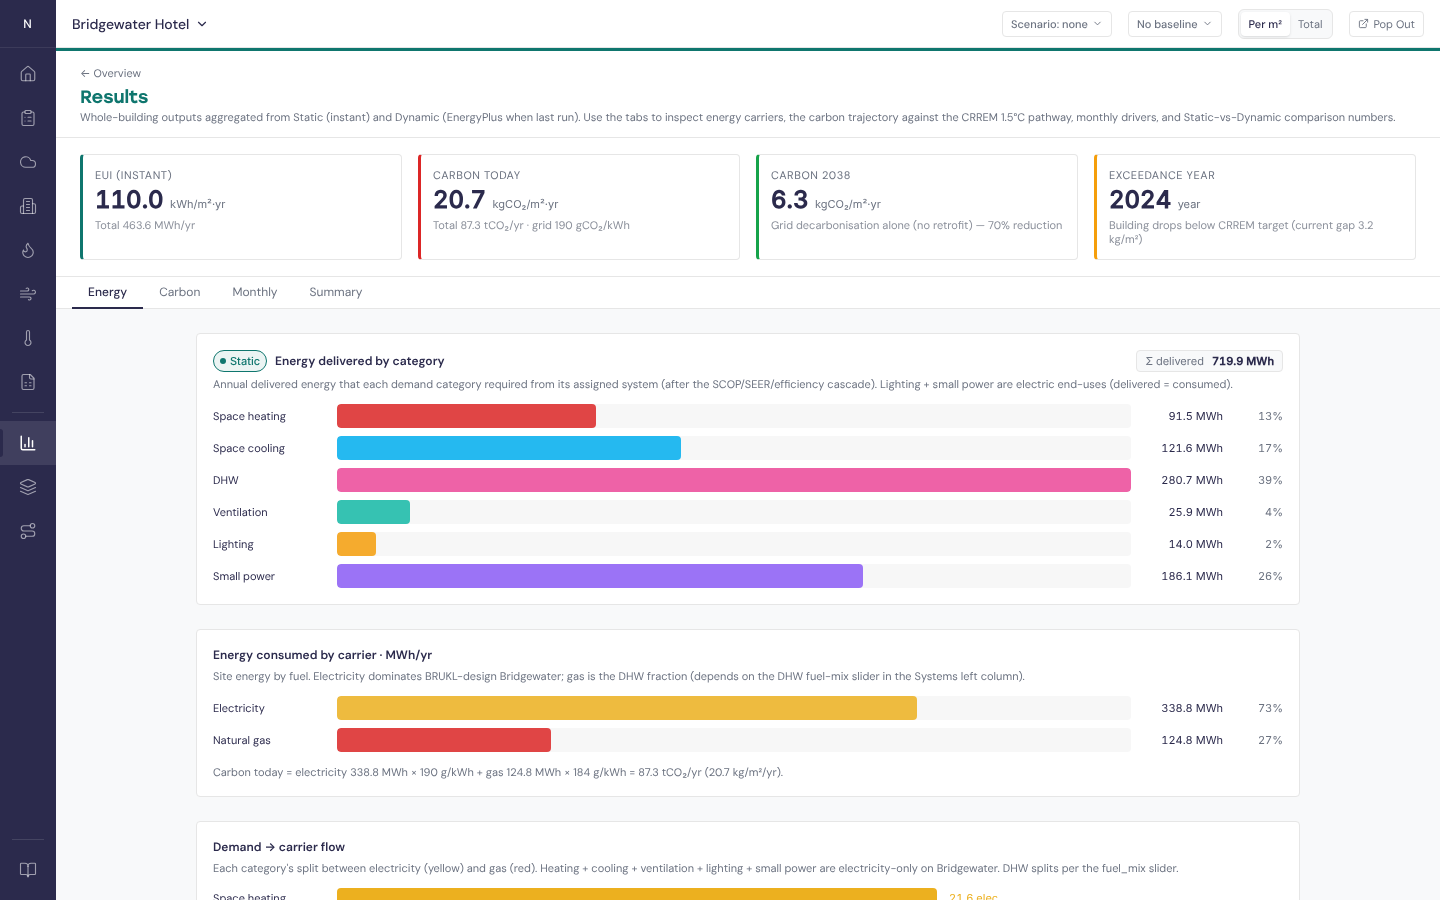 N
Bridgewater Hotel
Scenario: none
No baseline
Per m²
Total
Pop Out
← Overview
Results
Whole-building outputs aggregated from Static (instant) and Dynamic (EnergyPlus when last run). Use the tabs to inspect energy carriers, the carbon trajectory against the CRREM 1.5°C pathway, monthly drivers, and Static-vs-Dynamic comparison numbers.
EUI (INSTANT)
110.0 kWh/m²·yr
Total 463.6 MWh/yr
CARBON TODAY
20.7 kgCO₂/m²·yr
Total 87.3 tCO₂/yr · grid 190 gCO₂/kWh
CARBON 2038
6.3 kgCO₂/m²·yr
Grid decarbonisation alone (no retrofit) — 70% reduction
EXCEEDANCE YEAR
2024 year
Building drops below CRREM target (current gap 3.2
kg/m²)
Energy
Carbon
Monthly
Summary
Static
Energy delivered by category
Σ delivered 719.9 MWh
Annual delivered energy that each demand category required from its assigned system (after the SCOP/SEER/efficiency cascade). Lighting + small power are electric end-uses (delivered = consumed).
Space heating 91.5 MWh 13%
Space cooling 121.6 MWh 17%
DHW 280.7 MWh 39%
Ventilation 25.9 MWh 4%
Lighting 14.0 MWh 2%
Small power 186.1 MWh 26%
Energy consumed by carrier · MWh/yr
Site energy by fuel. Electricity dominates BRUKL-design Bridgewater; gas is the DHW fraction (depends on the DHW fuel-mix slider in the Systems left column).
Electricity 338.8 MWh 73%
Natural gas 124.8 MWh 27%
Carbon today = electricity 338.8 MWh × 190 g/kWh + gas 124.8 MWh × 184 g/kWh = 87.3 tCO₂/yr (20.7 kg/m²/yr).
Demand → carrier flow
Each category's split between electricity (yellow) and gas (red). Heating + cooling + ventilation + lighting + small power are electricity-only on Bridgewater. DHW splits per the fuel_mix slider.
Space heating 21.6 elec